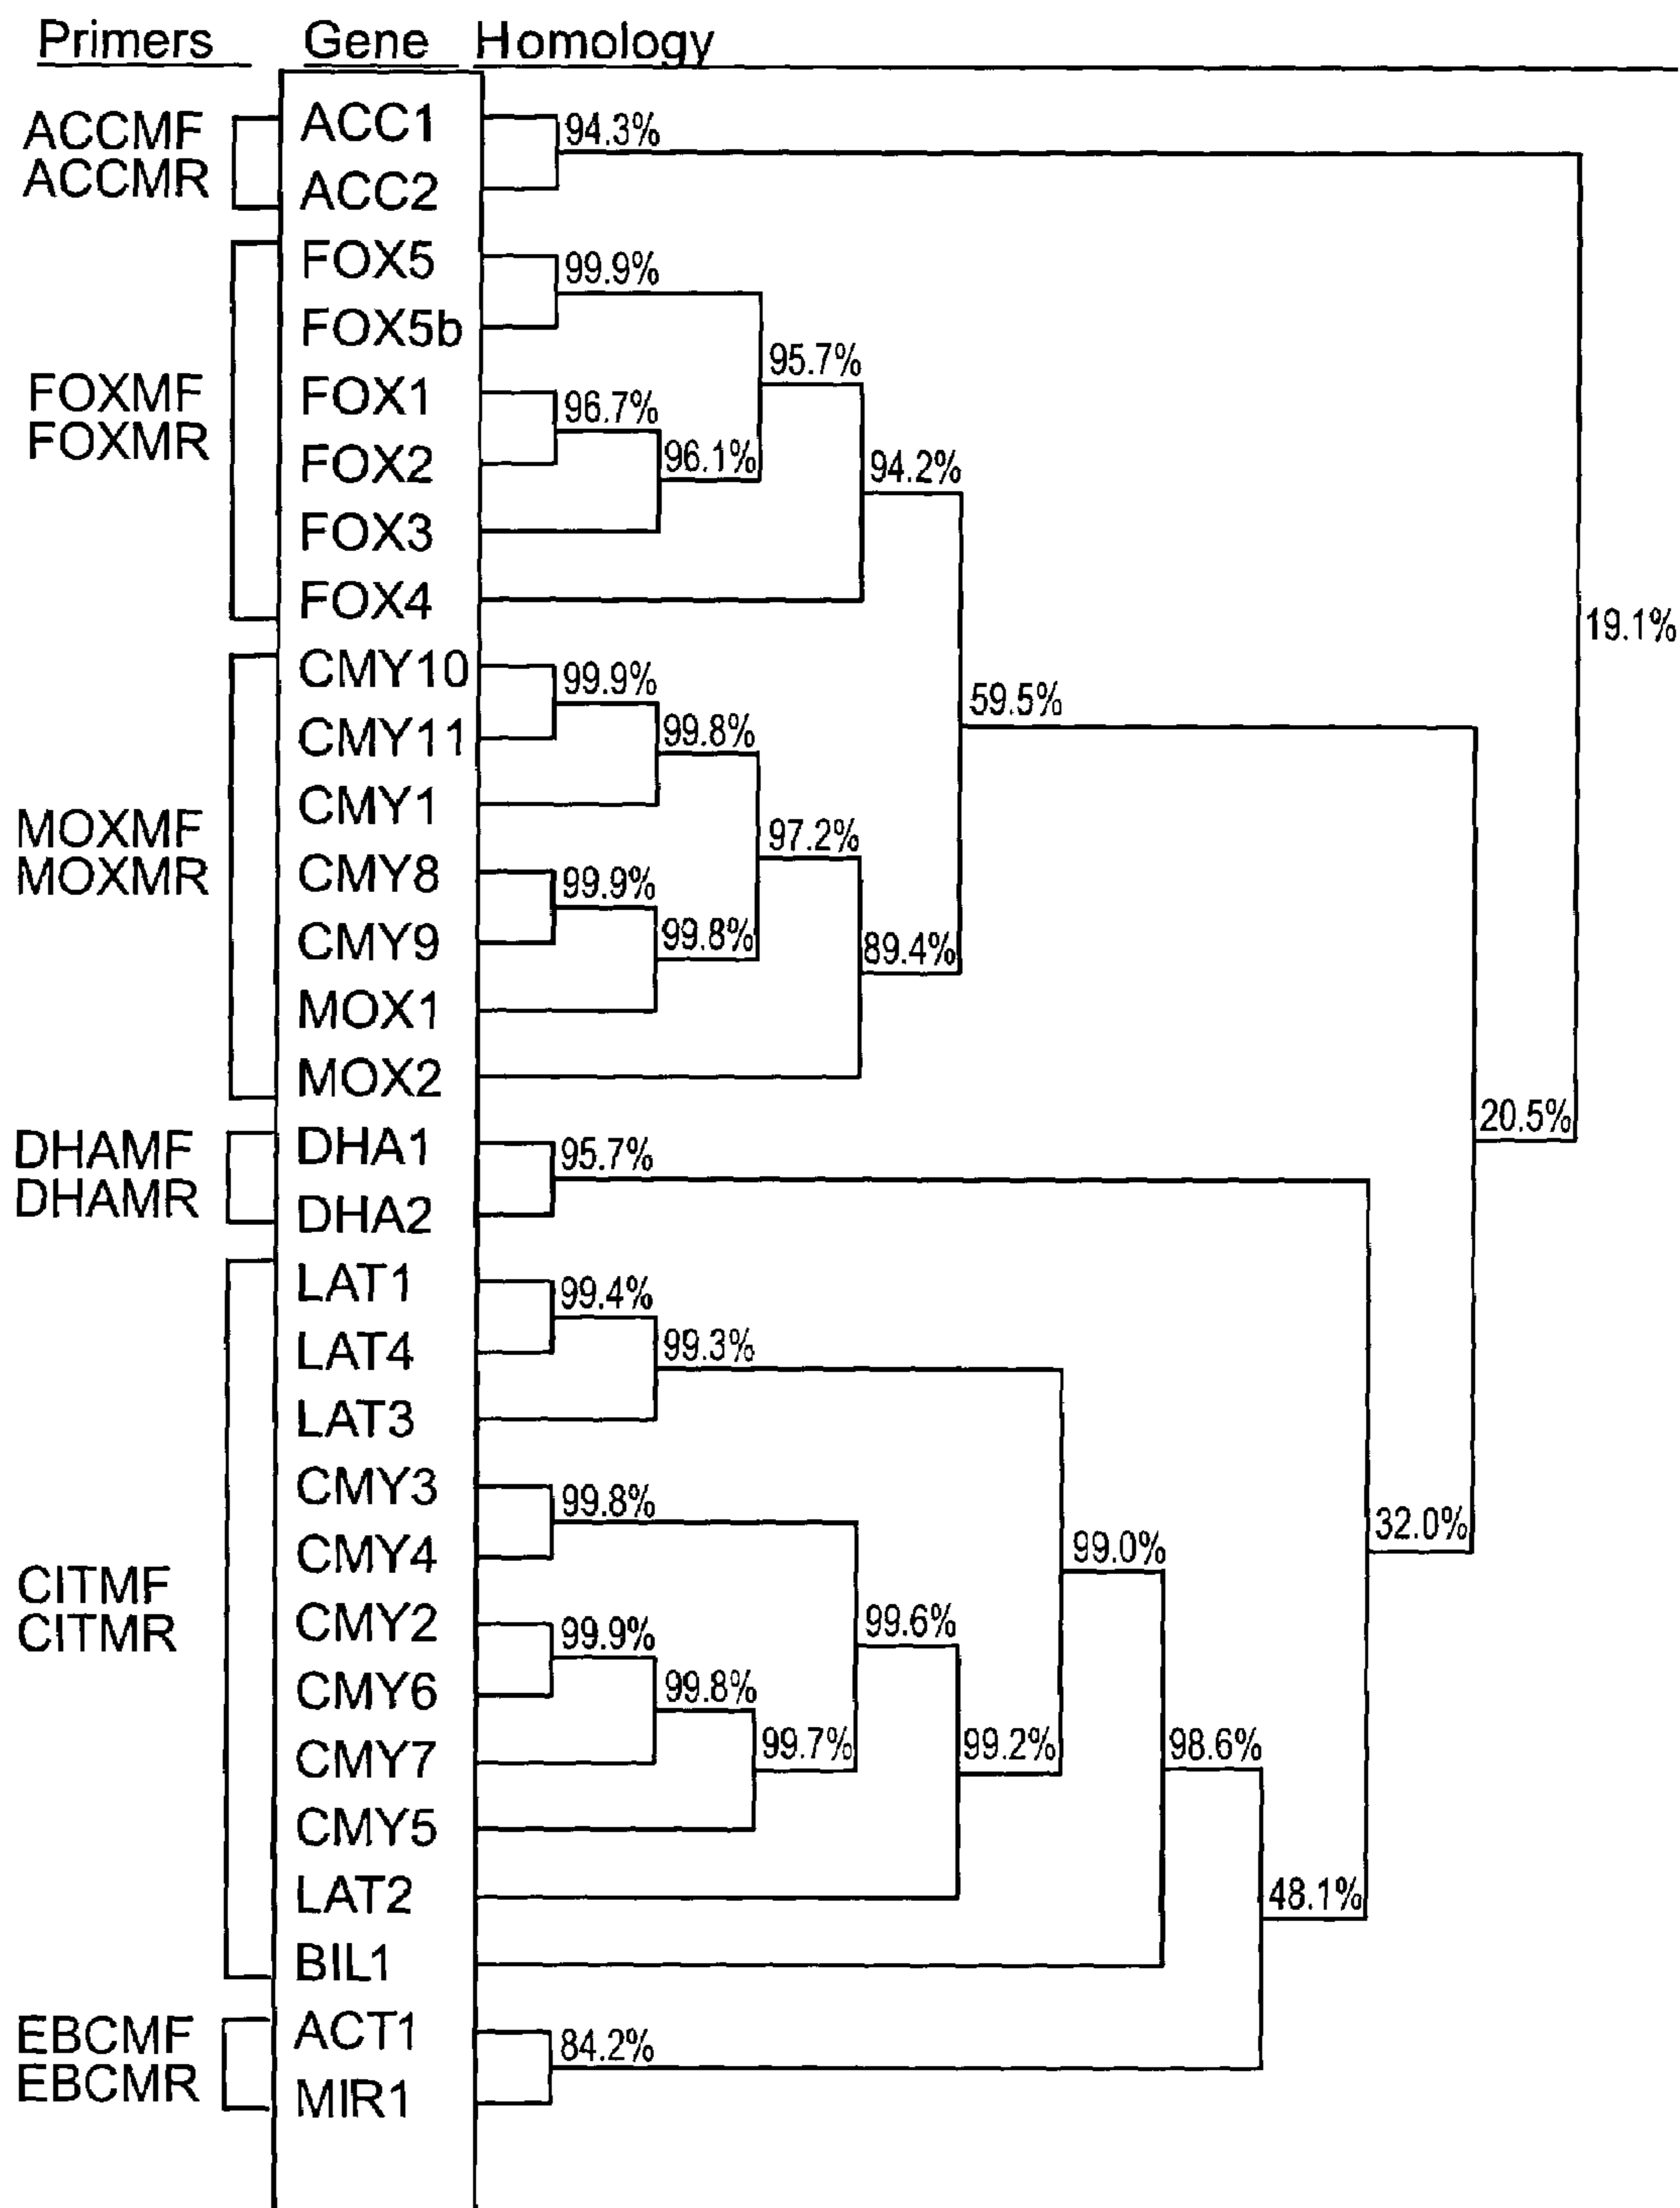 Primers Gene Homology
ACCMF
ACCMR
FOXMF
FOXMR
MOXMF
MOXMR
DHAMF
DHAMR
CITMF
CITMR
EBCMF
EBCMR
ACC1
ACC2
FOX5
FOX5b
FOX1
FOX2
FOX3
FOX4
CMY10
CMY11
CMY1
CMY8
CMY9
MOX1
MOX2
DHA1
DHA2
LAT1
LAT4
LAT3
CMY3
CMY4
CMY2
CMY6
CMY7
CMY5
LAT2
BIL1
ACT1
MIR1
94.3%
99.9%
95.7%
96.7%
96.1%
94.2%
19.1%
99.9%
59.5%
99.8%
97.2%
99.9%
99.8%
89.4%
20.5%
95.7%
99.4%
99.3%
99.8%
32.0%
99.0%
99.9%
99.6%
99.8%
99.7%
99.2%
98.6%
48.1%
84.2%